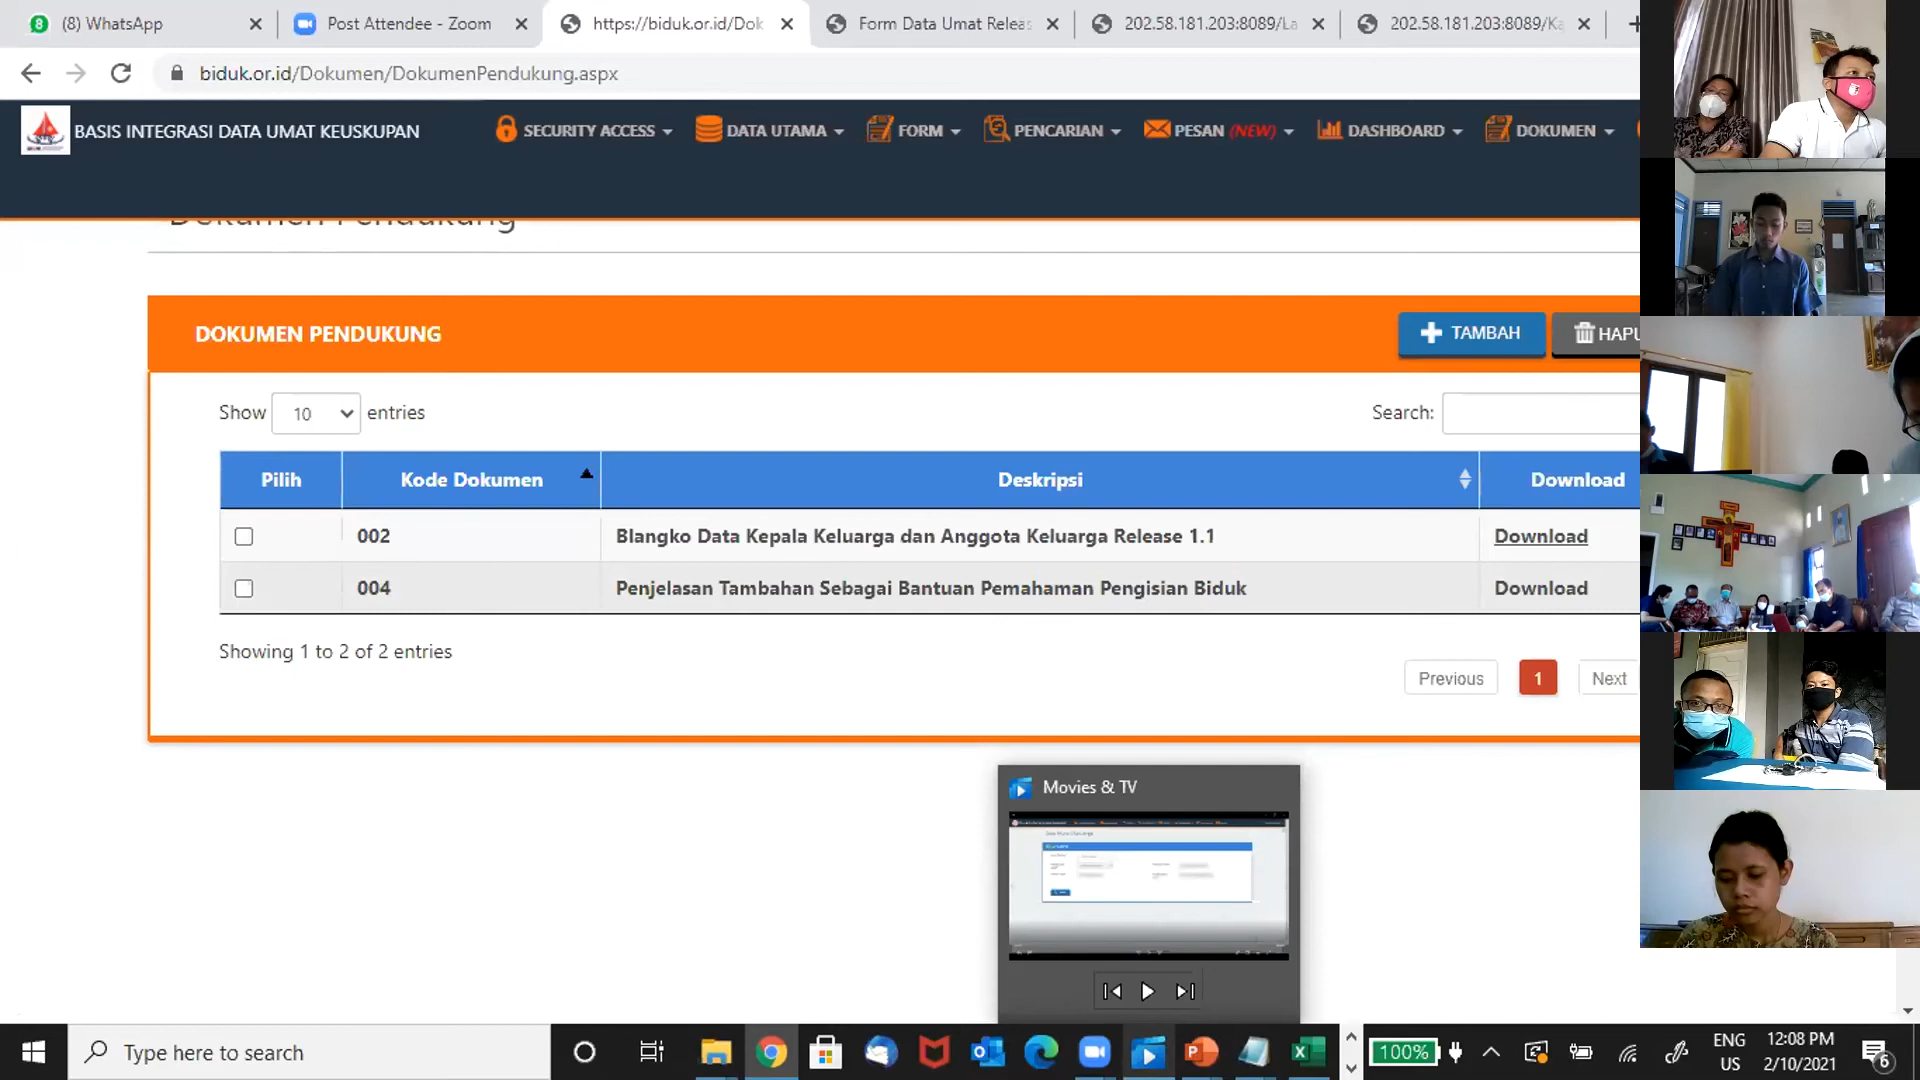 (8) WhatsApp
Post Attendee - Zoom
https://biduk.or.id/Dok
Form Data Umat Releas
202.58.181.203:8089/La
202.58.181.203:8089/Ka
biduk.or.id/Dokumen/DokumenPendukung.aspx
BASIS INTEGRASI DATA UMAT KEUSKUPAN
SECURITY ACCESS
DATA UTAMA
FORM
PENCARIAN
PESAN (NEW)
DASHBOARD
DOKUMEN
Dokumen Pendukung
DOKUMEN PENDUKUNG
TAMBAH
HAPU
Show 10 entries
Search:
Pilih
Kode Dokumen
Deskripsi
Download
002
Blangko Data Kepala Keluarga dan Anggota Keluarga Release 1.1
Download
004
Penjelasan Tambahan Sebagai Bantuan Pemahaman Pengisian Biduk
Download
Showing 1 to 2 of 2 entries
Previous
1
Next
Movies & TV
Type here to search
100%
ENG
US
12:08 PM
2/10/2021
6